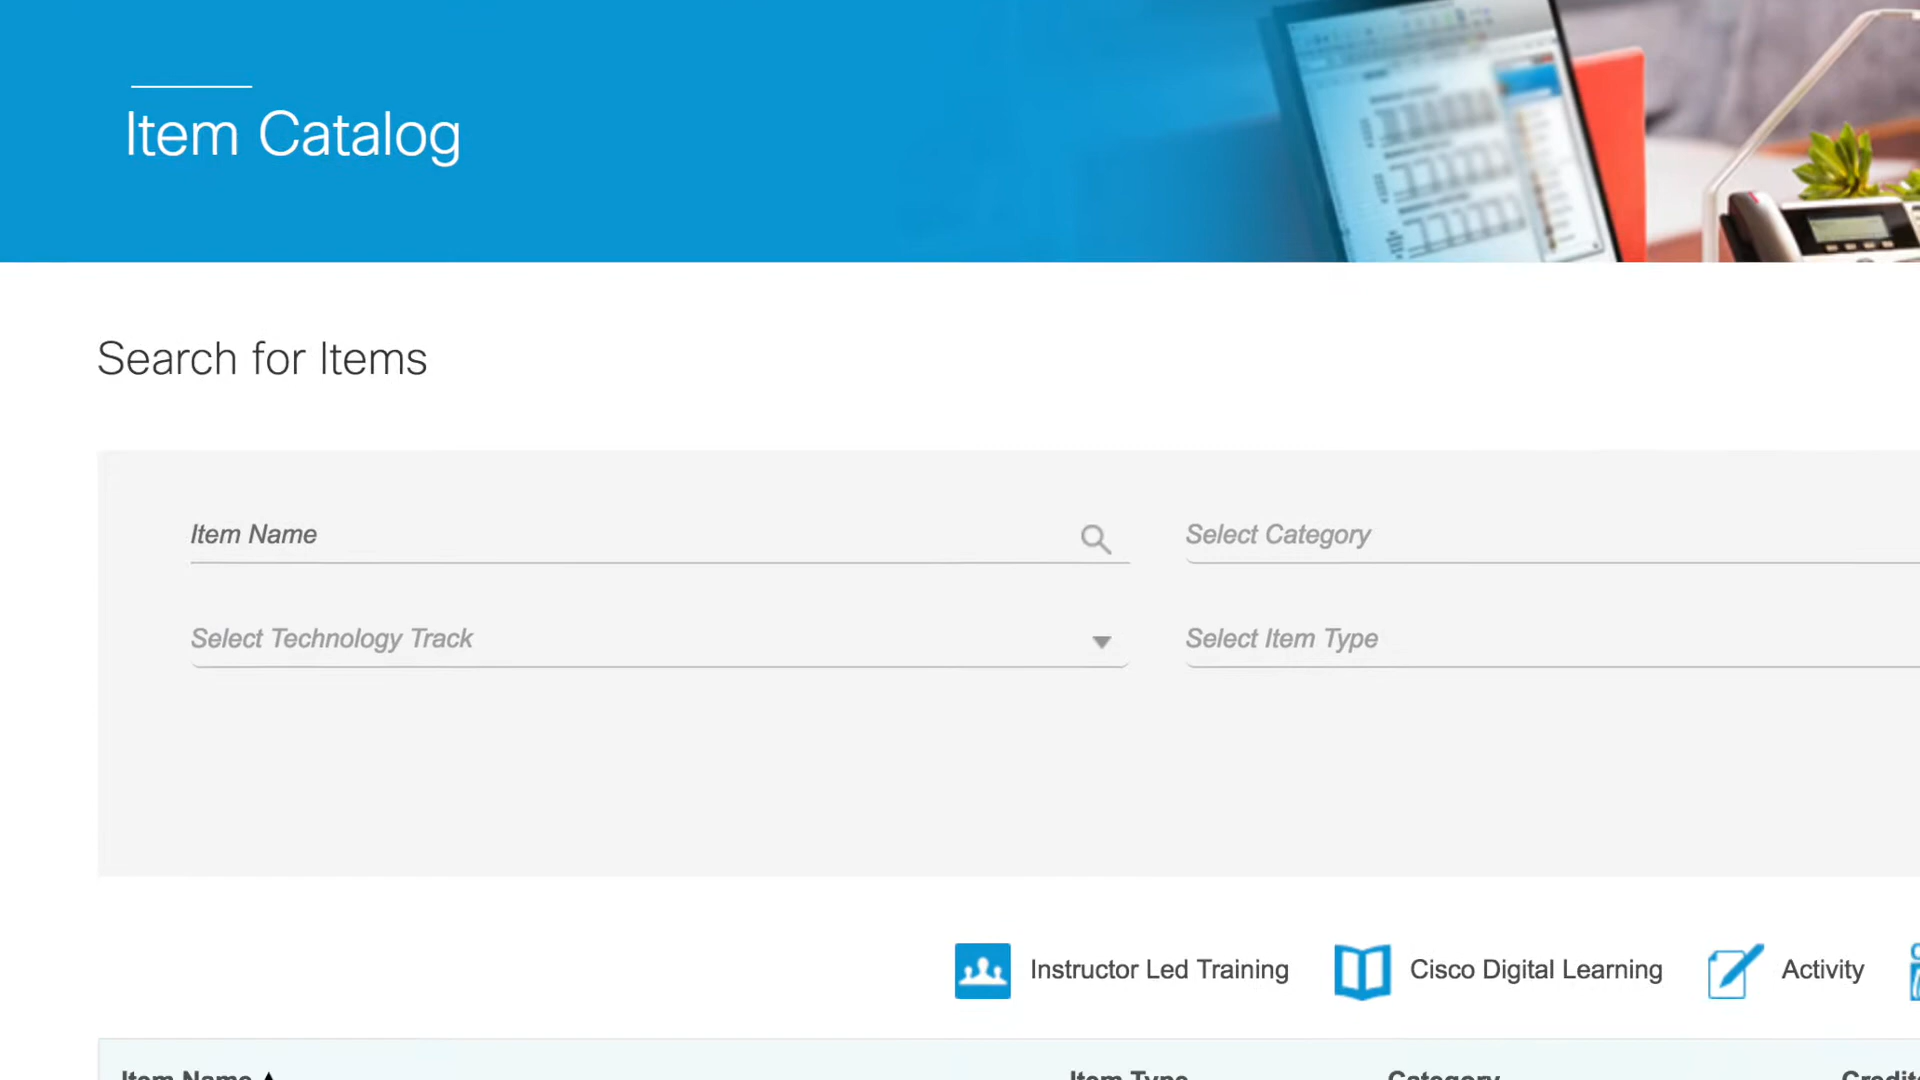 Item Catalog
Search for Items
Item Name
Select Category
Select Technology Track
Select Item Type
Instructor Led Training
Cisco Digital Learning
Activity
Item Name
Item Type
Category